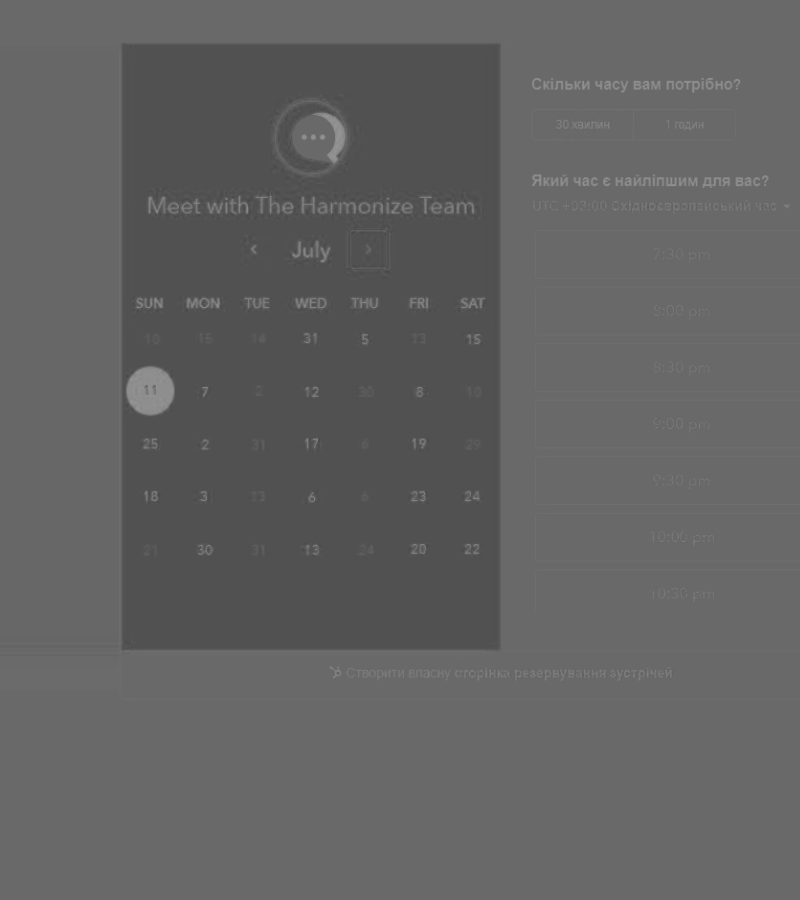 Meet with The Harmonize Team
July
SUN MON TUE WED THU FRI SAT
10 15 14 31 5 13 15
11 7 2 12 30 8 10
25 2 31 17 6 19 29
18 3 13 6 6 23 24
21 30 31 13 24 20 22
Скільки часу вам потрібно?
30 хвилин 1 годин
Який час є найліпшим для вас?
UTC +03:00 Східноєвропейський час
7:30 pm
8:00 pm
8:30 pm
9:00 pm
9:30 pm
10:00 pm
10:30 pm
Створити власну сторінка резервування зустрічей